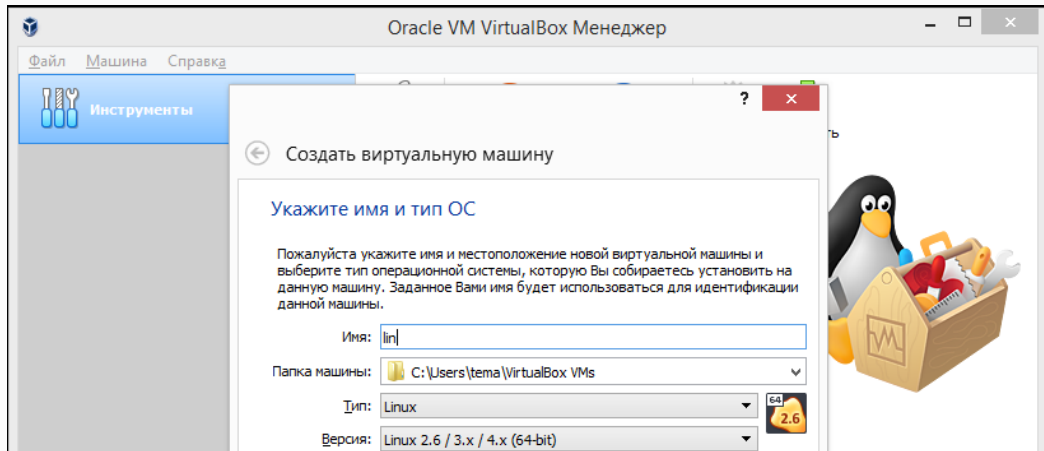 Oracle VM VirtualBox Менеджер
Файл Машина Справка
Инструменты
?
Создать виртуальную машину
Укажите имя и тип ОС
Пожалуйста укажите имя и местоположение новой виртуальной машины и
выберите тип операционной системы, которую Вы собираетесь установить на
данную машину. Заданное Вами имя будет использоваться для идентификации
данной машины.
Имя: lin
Папка машины: C:\Users\tema\VirtualBox VMs
Тип: Linux
64
2.6
Версия: Linux 2.6 / 3.x / 4.x (64-bit)